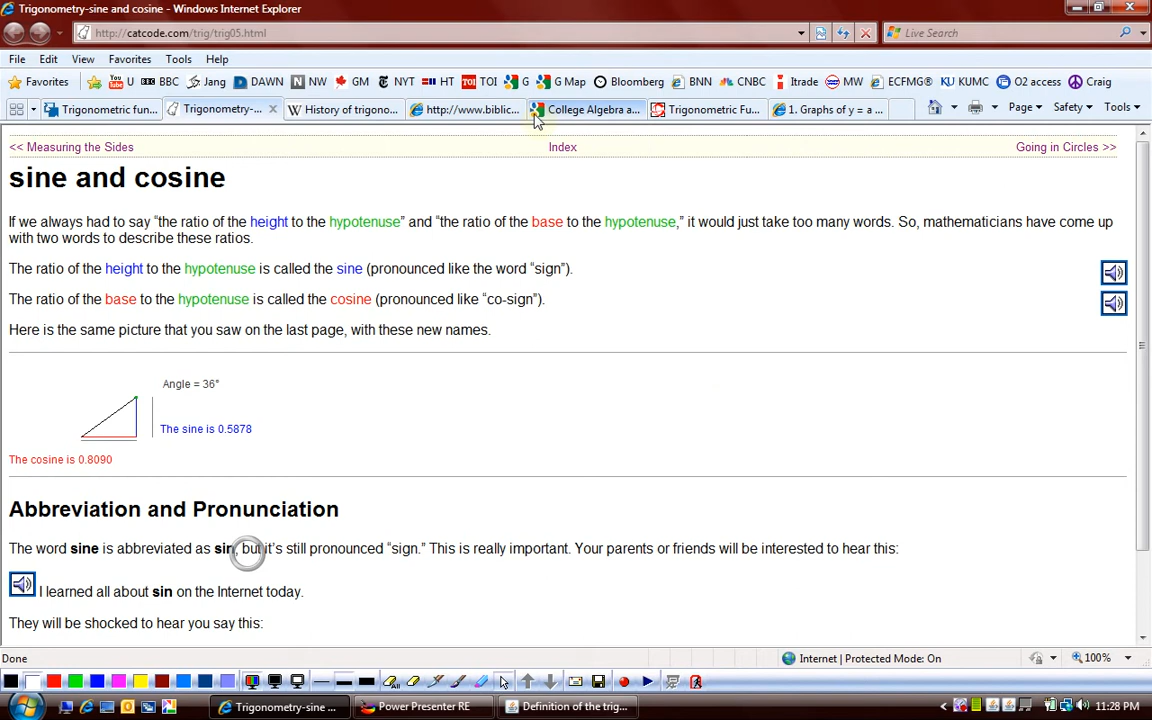 Trigonometry-sine and cosine - Windows Internet Explorer
http://catcode.com/trig/trig05.html
Live Search
File Edit View Favorites Tools Help
Favorites YouTube U BBC Jang DAWN NW GM NYT HT TOI G G Map Bloomberg BNN CNBC Itrade MW ECFMG® KU KUMC O2 access Craig
Trigonometric fun... Trigonometry-... History of trigono... http://www.biblic... College Algebra a... Trigonometric Fu... 1. Graphs of y = a ... Page Safety Tools
<< Measuring the Sides Index Going in Circles >>
sine and cosine
If we always had to say “the ratio of the height to the hypotenuse” and “the ratio of the base to the hypotenuse,” it would just take too many words. So, mathematicians have come up
with two words to describe these ratios.
The ratio of the height to the hypotenuse is called the sine (pronounced like the word “sign”).
The ratio of the base to the hypotenuse is called the cosine (pronounced like “co-sign”).
Here is the same picture that you saw on the last page, with these new names.
Angle = 36°
The sine is 0.5878
The cosine is 0.8090
Abbreviation and Pronunciation
The word sine is abbreviated as sin, but it’s still pronounced “sign.” This is really important. Your parents or friends will be interested to hear this:
I learned all about sin on the Internet today.
They will be shocked to hear you say this:
Done Internet | Protected Mode: On 100%
Trigonometry-sine ... Power Presenter RE Definition of the trig... 11:28 PM